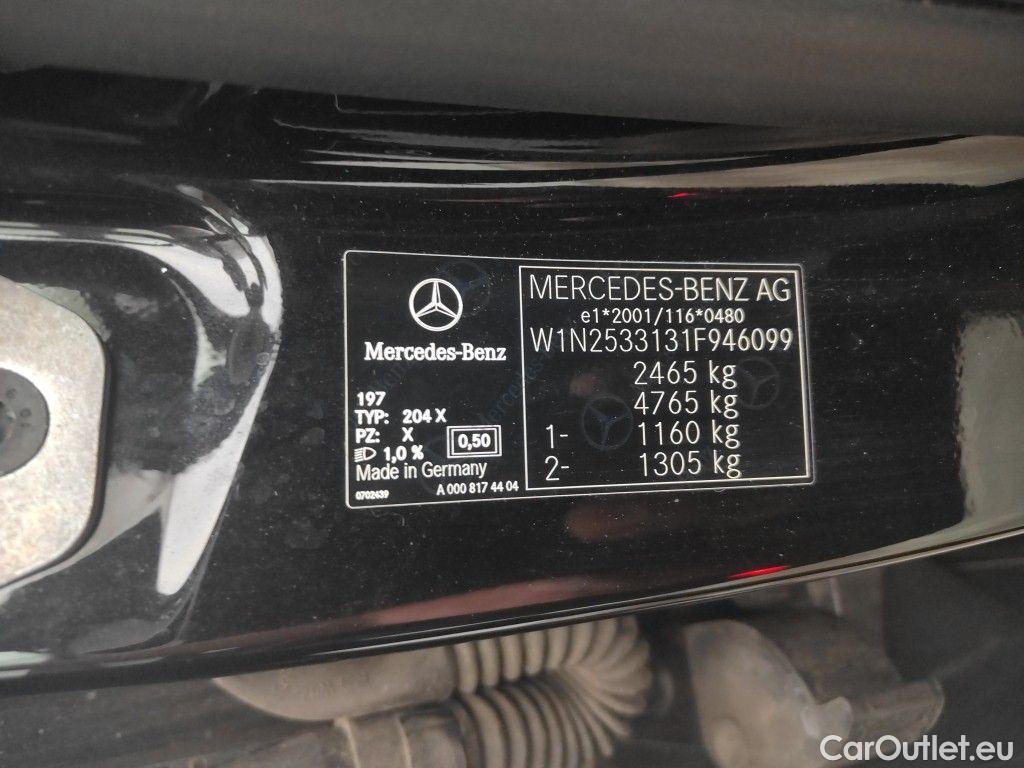 Mercedes-Benz
197
TYP: 204 X
PZ: X
1,0 %
0,50
Made in Germany
0702439
A 000 817 44 04
MERCEDES-BENZ AG
e1*2001/116*0480
W1N2533131F946099
2465 kg
4765 kg
1- 1160 kg
2- 1305 kg
CarOutlet.eu